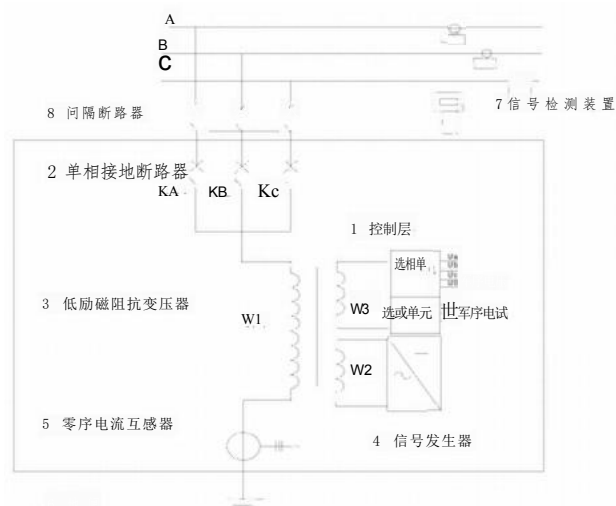 A
B
C
8 问隔断路器
7 信号检测装置
2 单相接地断路器
KA
KB
Kc
1 控制层
选相单
3 低励磁阻抗变压器
W1
W3
选或单元
世军序电试
W2
5 零序电流互感器
4 信号发生器